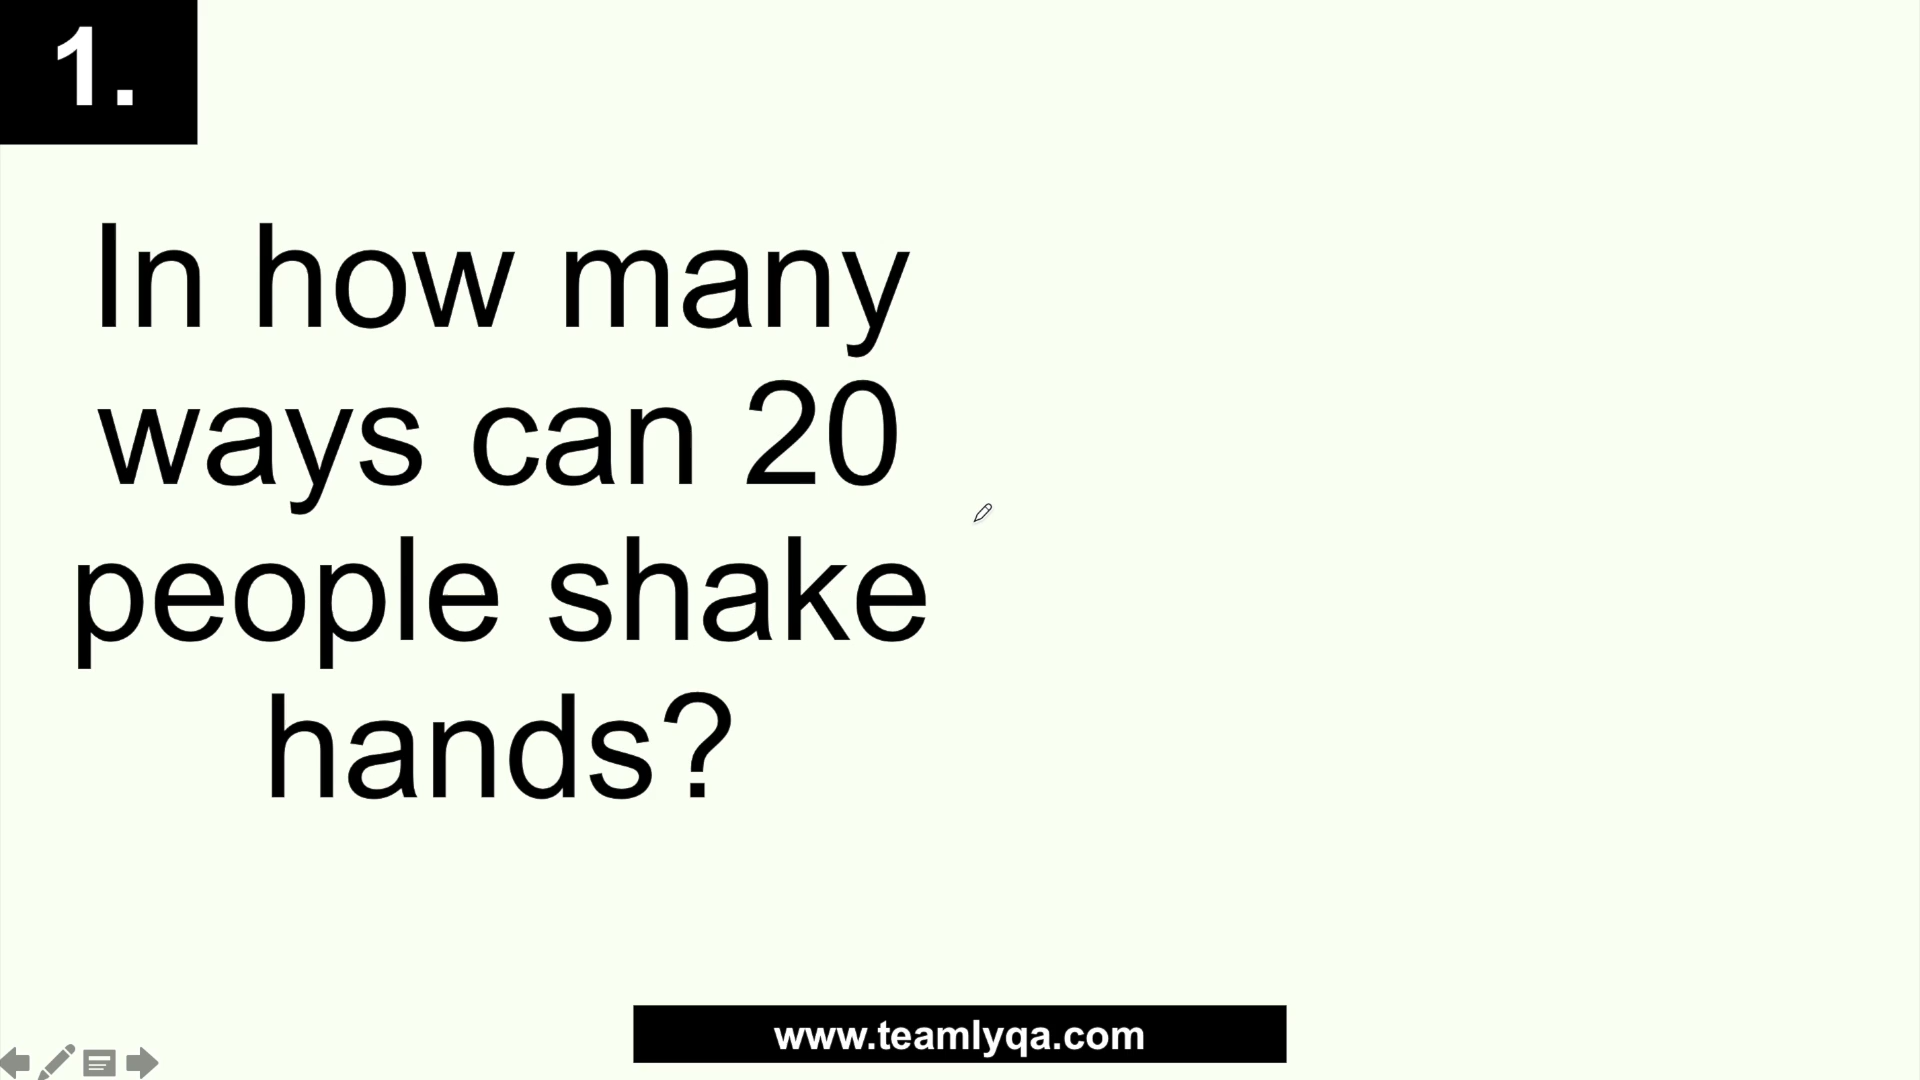 1.
In how many
ways can 20
people shake
hands?
www.teamlyqa.com